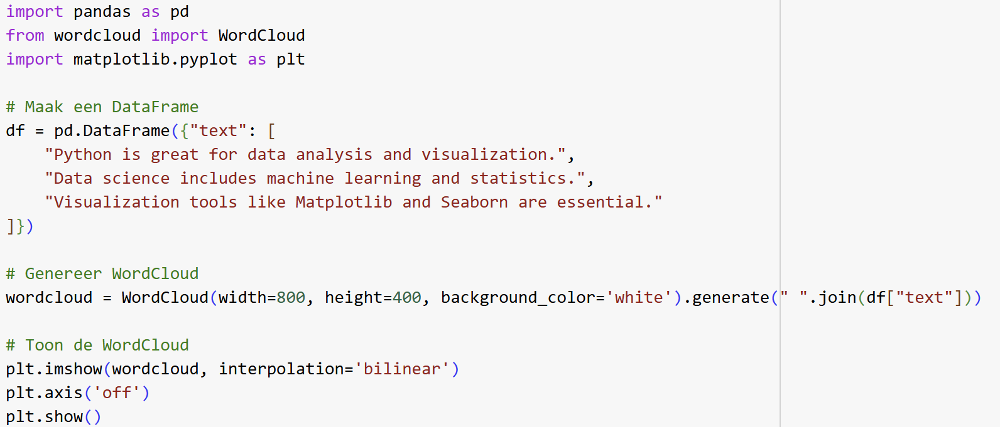 import pandas as pd
from wordcloud import WordCloud
import matplotlib.pyplot as plt

# Maak een DataFrame
df = pd.DataFrame({"text": [
    "Python is great for data analysis and visualization.",
    "Data science includes machine learning and statistics.",
    "Visualization tools like Matplotlib and Seaborn are essential."
]})

# Genereer WordCloud
wordcloud = WordCloud(width=800, height=400, background_color='white').generate(" ".join(df["text"]))

# Toon de WordCloud
plt.imshow(wordcloud, interpolation='bilinear')
plt.axis('off')
plt.show()